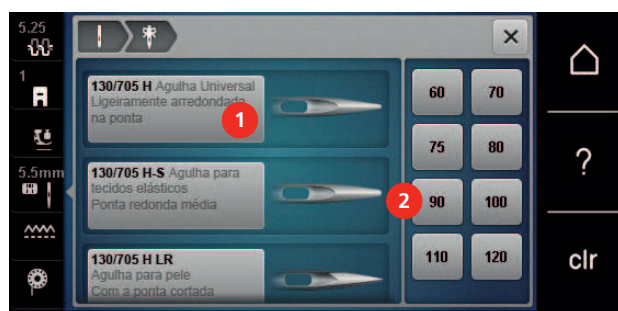 5.25
1
5.5mm
130/705 H Agulha Universal
Ligeiramente arredondada
na ponta
1
130/705 H-S Agulha para
tecidos elásticos
Ponta redonda média
130/705 H LR
Agulha para pele
Com a ponta cortada
60 70
75 80
2
90 100
110 120
?
clr